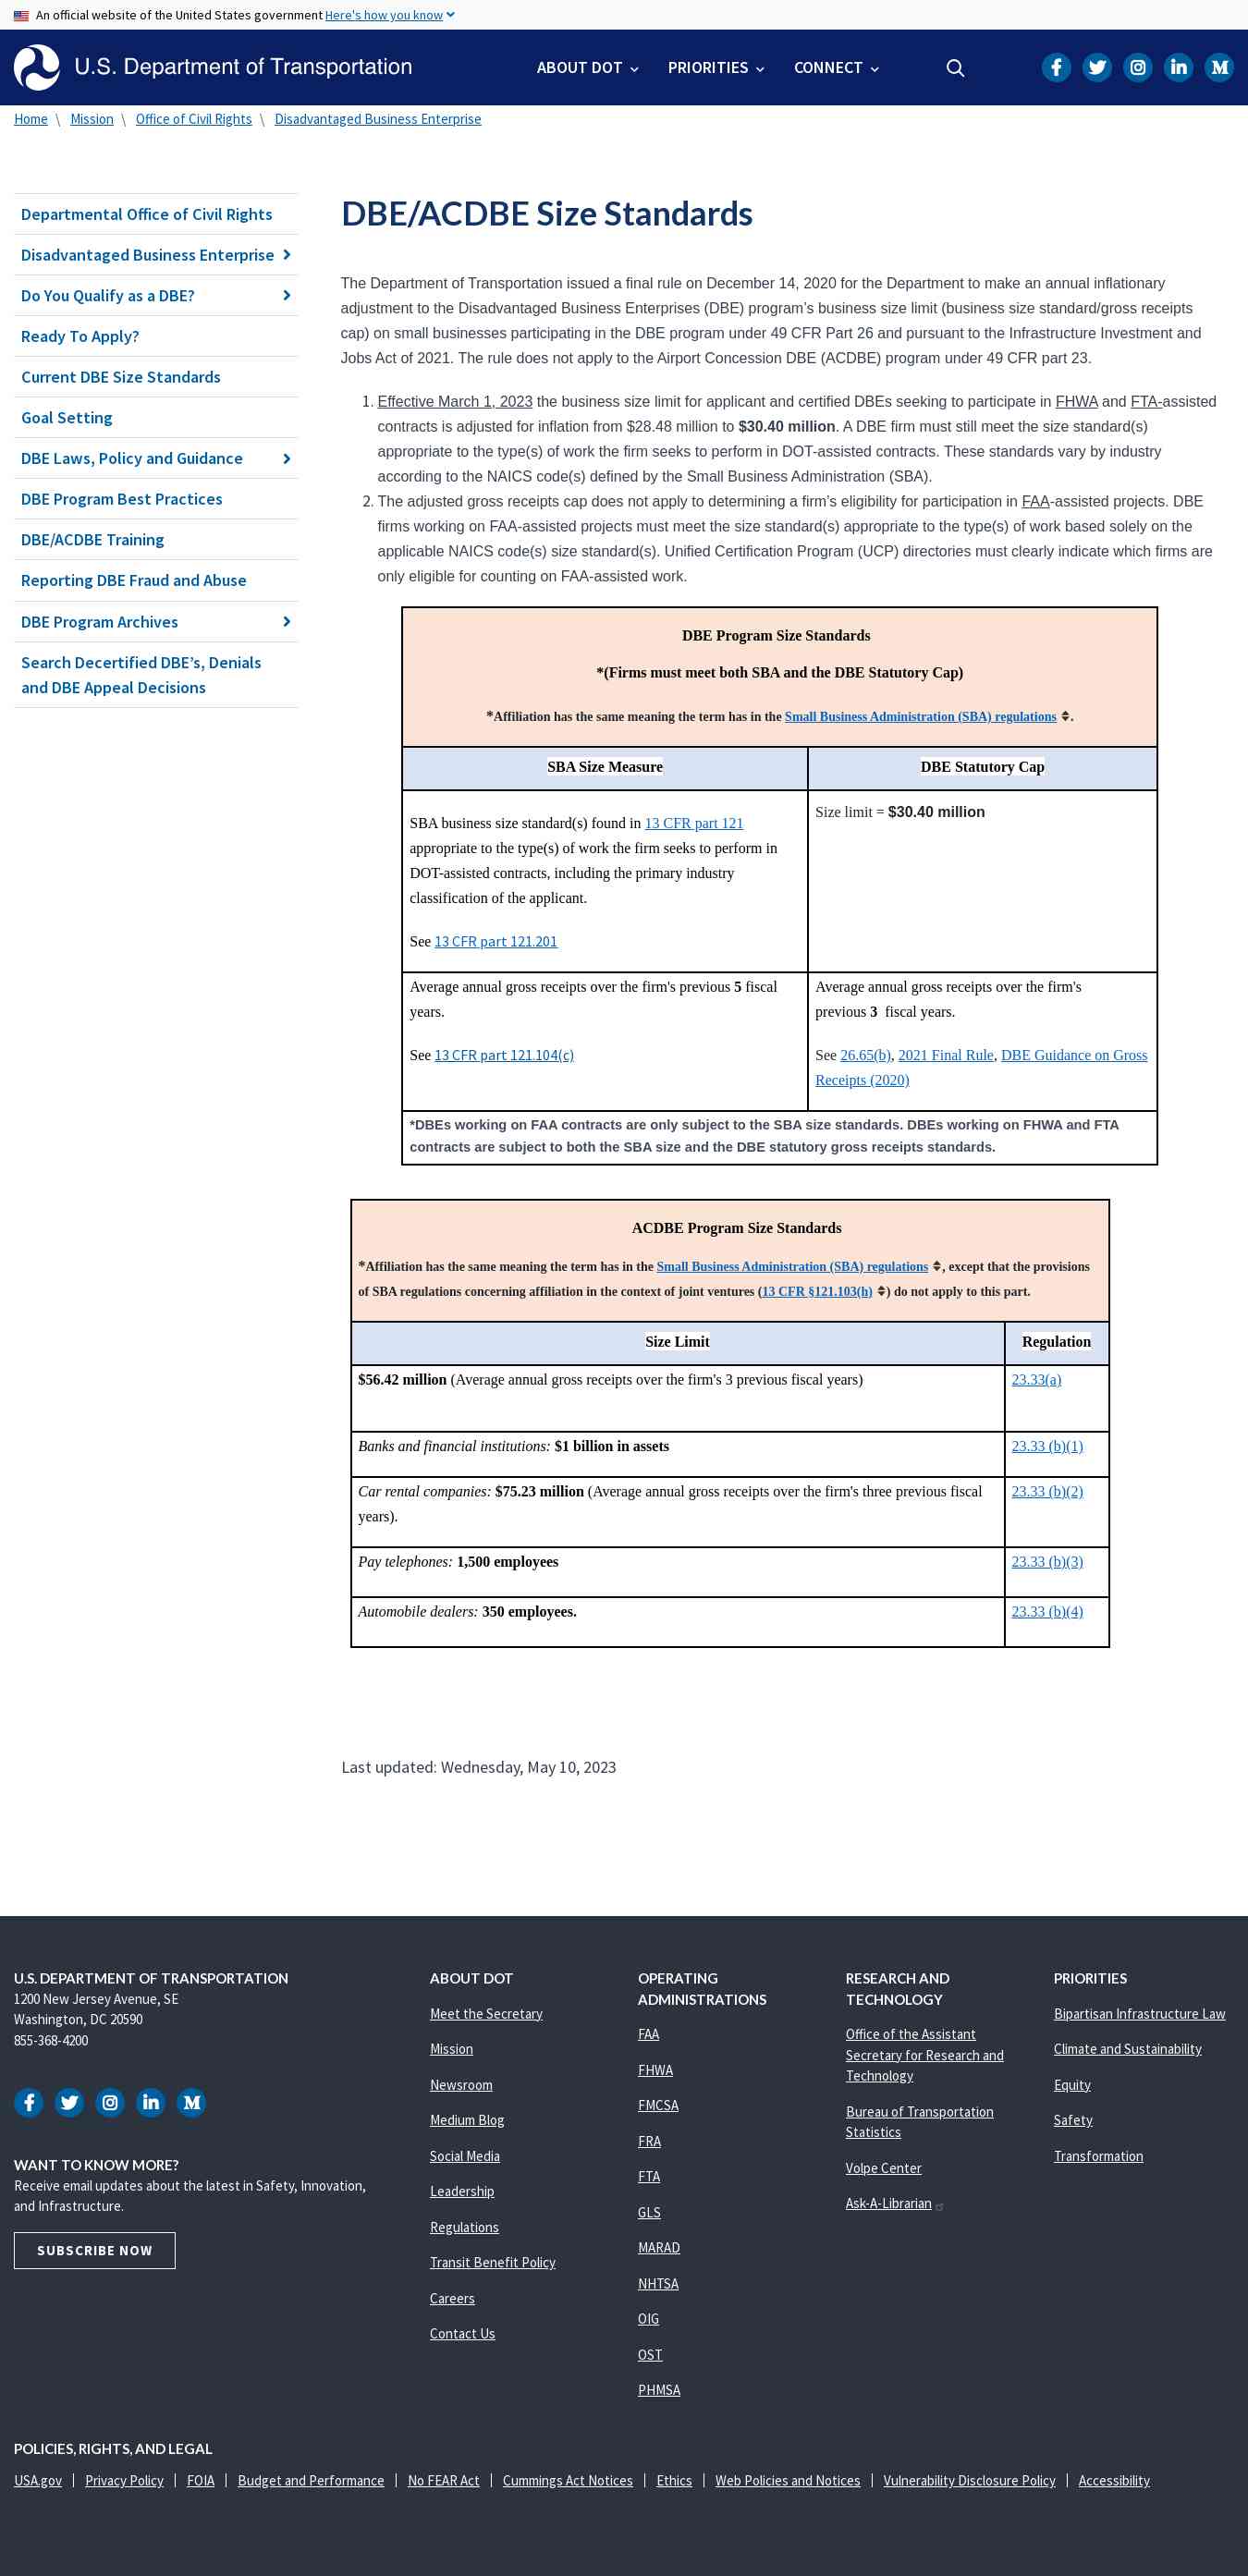 An official website of the United States government Here's how you know
U.S. Department of Transportation
ABOUT DOT
PRIORITIES
CONNECT
Home \ Mission \ Office of Civil Rights \ Disadvantaged Business Enterprise
Departmental Office of Civil Rights
Disadvantaged Business Enterprise
Do You Qualify as a DBE?
Ready To Apply?
Current DBE Size Standards
Goal Setting
DBE Laws, Policy and Guidance
DBE Program Best Practices
DBE/ACDBE Training
Reporting DBE Fraud and Abuse
DBE Program Archives
Search Decertified DBE’s, Denials
and DBE Appeal Decisions
DBE/ACDBE Size Standards
The Department of Transportation issued a final rule on December 14, 2020 for the Department to make an annual inflationary
adjustment to the Disadvantaged Business Enterprises (DBE) program’s business size limit (business size standard/gross receipts
cap) on small businesses participating in the DBE program under 49 CFR Part 26 and pursuant to the Infrastructure Investment and
Jobs Act of 2021. The rule does not apply to the Airport Concession DBE (ACDBE) program under 49 CFR part 23.
1. Effective March 1, 2023 the business size limit for applicant and certified DBEs seeking to participate in FHWA and FTA-assisted
contracts is adjusted for inflation from $28.48 million to $30.40 million. A DBE firm must still meet the size standard(s)
appropriate to the type(s) of work the firm seeks to perform in DOT-assisted contracts. These standards vary by industry
according to the NAICS code(s) defined by the Small Business Administration (SBA).
2. The adjusted gross receipts cap does not apply to determining a firm’s eligibility for participation in FAA-assisted projects. DBE
firms working on FAA-assisted projects must meet the size standard(s) appropriate to the type(s) of work based solely on the
applicable NAICS code(s) size standard(s). Unified Certification Program (UCP) directories must clearly indicate which firms are
only eligible for counting on FAA-assisted work.
DBE Program Size Standards
*(Firms must meet both SBA and the DBE Statutory Cap)
*Affiliation has the same meaning the term has in the Small Business Administration (SBA) regulations .
SBA Size Measure
DBE Statutory Cap
SBA business size standard(s) found in 13 CFR part 121
appropriate to the type(s) of work the firm seeks to perform in
DOT-assisted contracts, including the primary industry
classification of the applicant.
See 13 CFR part 121.201
Size limit = $30.40 million
Average annual gross receipts over the firm's previous 5 fiscal
years.
See 13 CFR part 121.104(c)
Average annual gross receipts over the firm's
previous 3 fiscal years.
See 26.65(b), 2021 Final Rule, DBE Guidance on Gross
Receipts (2020)
*DBEs working on FAA contracts are only subject to the SBA size standards. DBEs working on FHWA and FTA
contracts are subject to both the SBA size and the DBE statutory gross receipts standards.
ACDBE Program Size Standards
*Affiliation has the same meaning the term has in the Small Business Administration (SBA) regulations , except that the provisions
of SBA regulations concerning affiliation in the context of joint ventures (13 CFR §121.103(h) ) do not apply to this part.
Size Limit
Regulation
$56.42 million (Average annual gross receipts over the firm's 3 previous fiscal years)
23.33(a)
Banks and financial institutions: $1 billion in assets
23.33 (b)(1)
Car rental companies: $75.23 million (Average annual gross receipts over the firm's three previous fiscal
years).
23.33 (b)(2)
Pay telephones: 1,500 employees
23.33 (b)(3)
Automobile dealers: 350 employees.
23.33 (b)(4)
Last updated: Wednesday, May 10, 2023
U.S. DEPARTMENT OF TRANSPORTATION
1200 New Jersey Avenue, SE
Washington, DC 20590
855-368-4200
WANT TO KNOW MORE?
Receive email updates about the latest in Safety, Innovation,
and Infrastructure.
SUBSCRIBE NOW
ABOUT DOT
Meet the Secretary
Mission
Newsroom
Medium Blog
Social Media
Leadership
Regulations
Transit Benefit Policy
Careers
Contact Us
OPERATING
ADMINISTRATIONS
FAA
FHWA
FMCSA
FRA
FTA
GLS
MARAD
NHTSA
OIG
OST
PHMSA
RESEARCH AND
TECHNOLOGY
Office of the Assistant
Secretary for Research and
Technology
Bureau of Transportation
Statistics
Volpe Center
Ask-A-Librarian
PRIORITIES
Bipartisan Infrastructure Law
Climate and Sustainability
Equity
Safety
Transformation
POLICIES, RIGHTS, AND LEGAL
USA.gov | Privacy Policy | FOIA | Budget and Performance | No FEAR Act | Cummings Act Notices | Ethics | Web Policies and Notices | Vulnerability Disclosure Policy | Accessibility